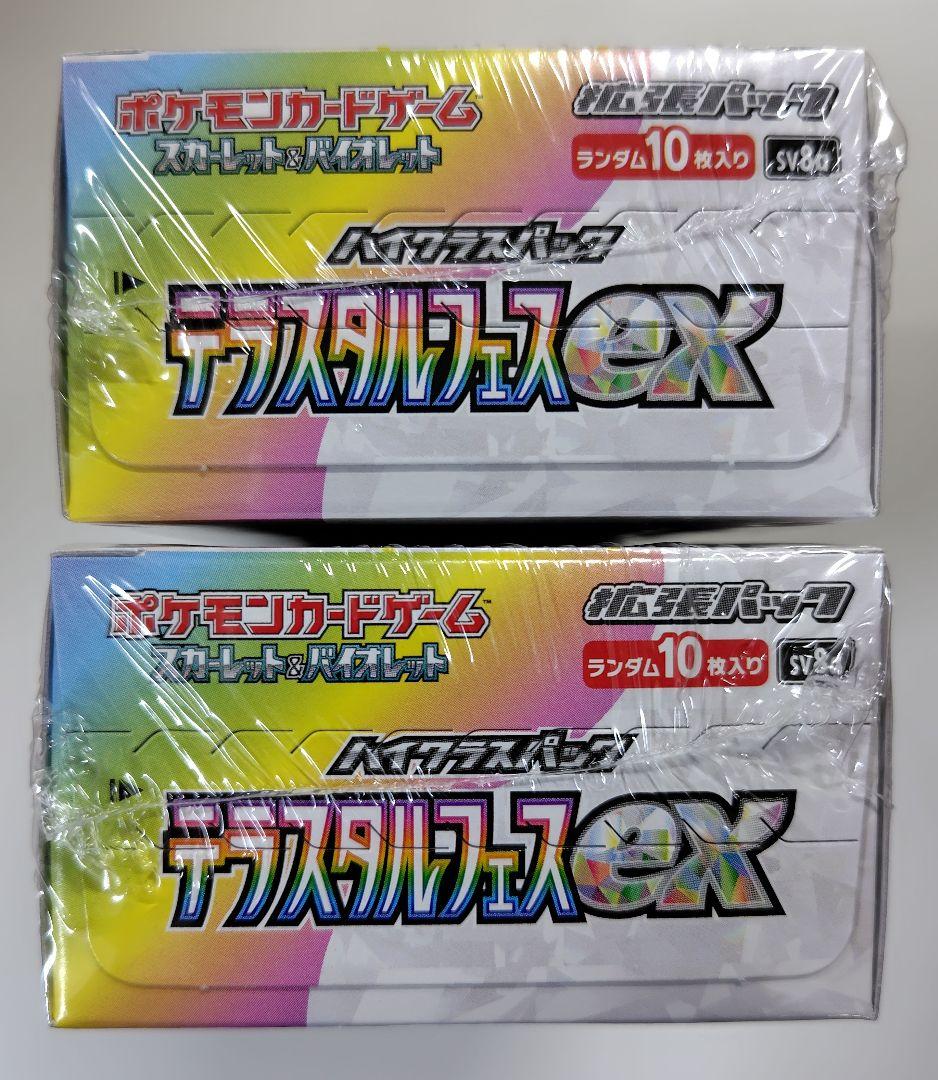 ポケモンカードゲーム
スカーレット&バイオレット
拡張パック
ランダム10枚入り
SV8a
ハイクラスパック
テラスタルフェスex
ポケモンカードゲーム™
スカーレット&バイオレット
拡張パック
ランダム10枚入り
SV8a
ハイクラスパック
テラスタルフェスex